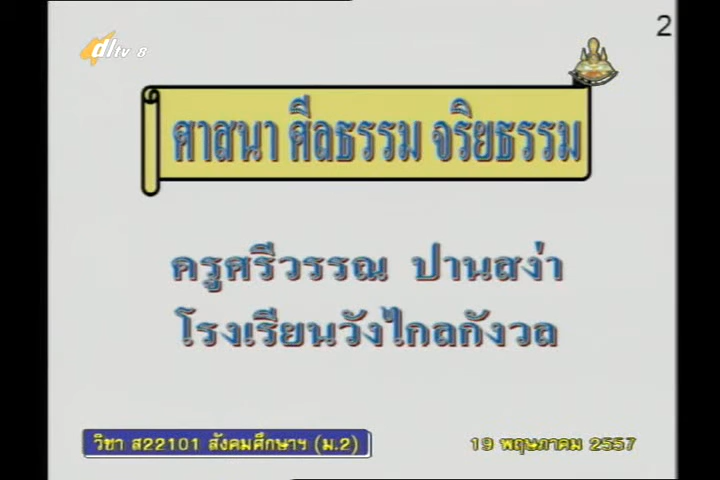 2
dltv 8
ศาสนา ศีลธรรม จริยธรรม
ครูศรีวรรณ ปานสง่า
โรงเรียนวังไกลกังวล
วิชา ส22101 สังคมศึกษาฯ (ม.2)
19 พฤษภาคม 2557